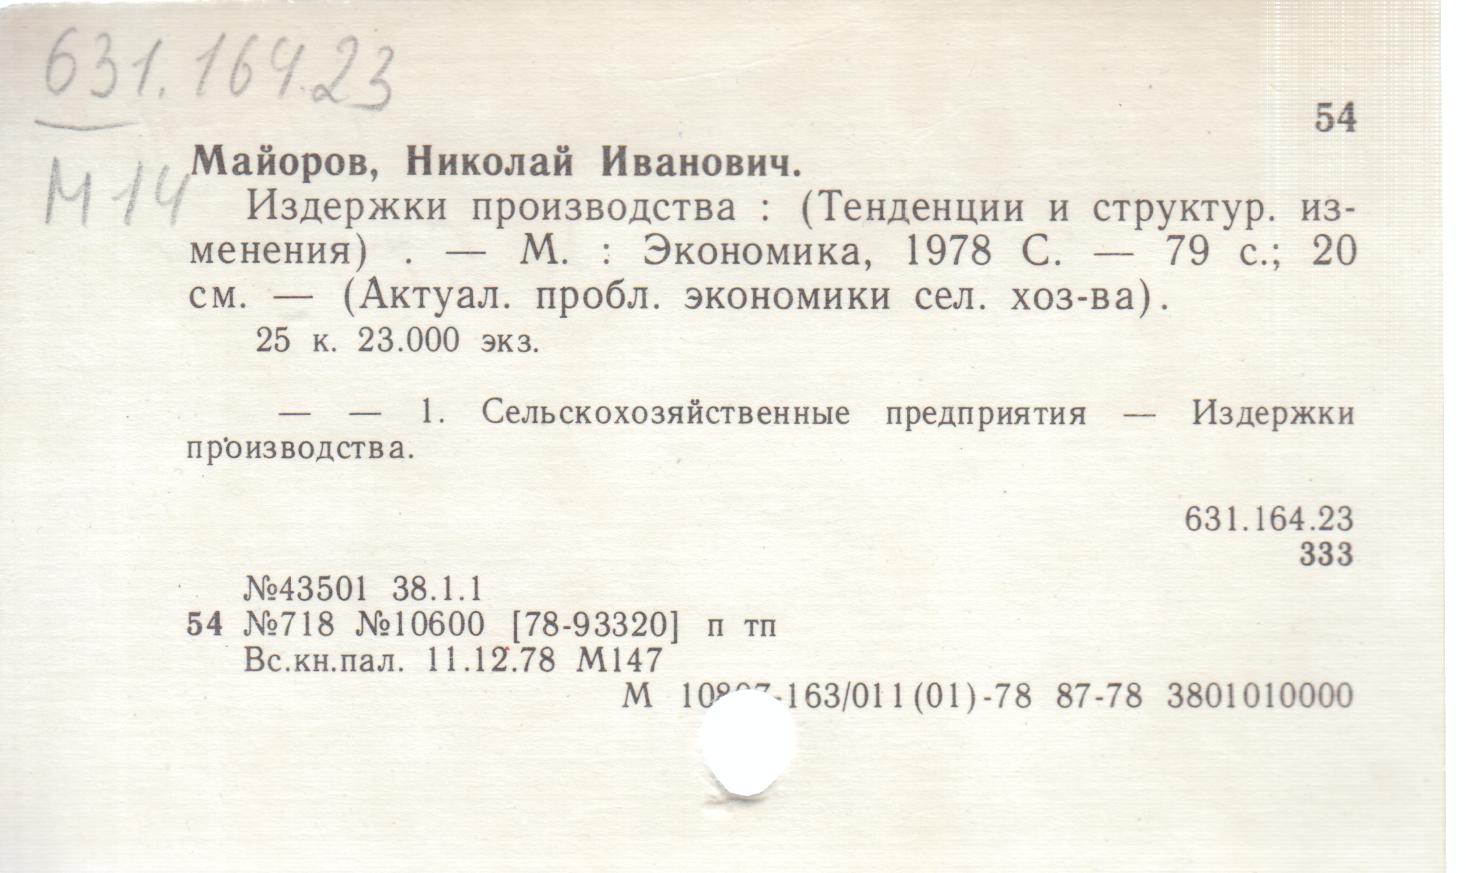 631.164.23
54
М 14
Майоров, Николай Иванович.
Издержки производства : (Тенденции и структур. из-
менения) . — М. : Экономика, 1978 С. — 79 с.; 20
см. — (Актуал. пробл. экономики сел. хоз-ва).
25 к. 23.000 экз.
— — 1. Сельскохозяйственные предприятия — Издержки
производства.
631.164.23
333
№43501 38.1.1
54 №718 №10600 [78-93320] п тп
Вс.кн.пал. 11.12.78 М147
М 10807-163/011(01)-78 87-78 3801010000